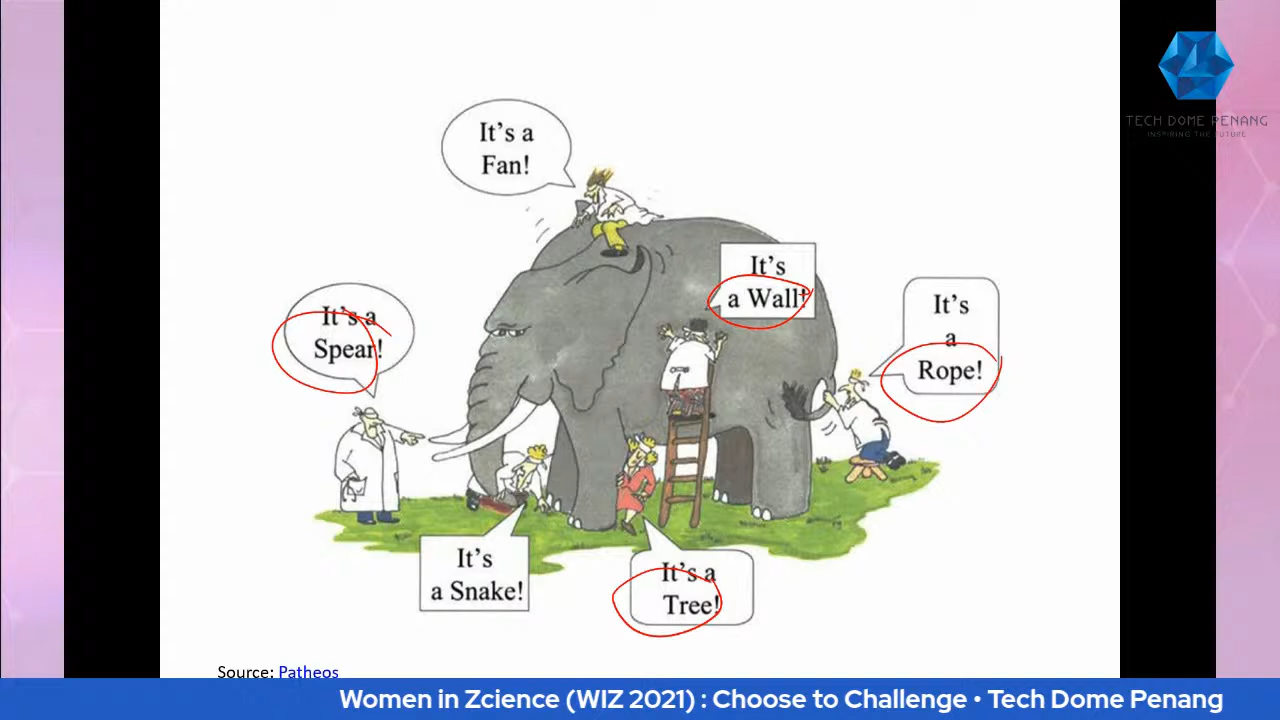 TECH DOME PENANG
INSPIRING THE FUTURE
It's a
Fan!
It's
a Wall!
It's
a
Rope!
It's a
Spear!
It's
a Snake!
It's a
Tree!
Source: Patheos
Women in Zcience (WIZ 2021) : Choose to Challenge • Tech Dome Penang